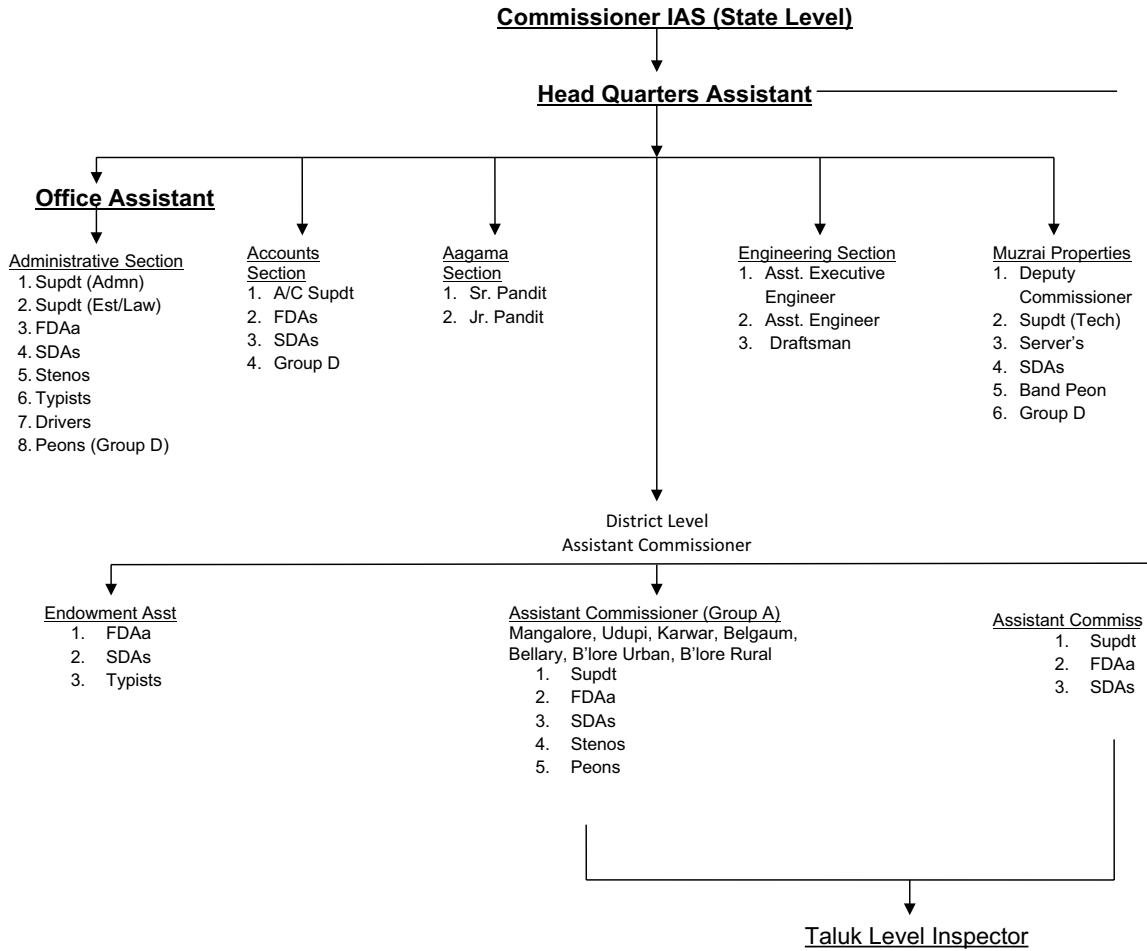 Commissioner IAS (State Level)
Head Quarters Assistant
Office Assistant
Administrative Section
1. Supdt (Admn)
2. Supdt (Est/Law)
3. FDAa
4. SDAs
5. Stenos
6. Typists
7. Drivers
8. Peons (Group D)
Accounts
Section
1. A/C Supdt
2. FDAs
3. SDAs
4. Group D
Aagama
Section
1. Sr. Pandit
2. Jr. Pandit
Engineering Section
1. Asst. Executive
Engineer
2. Asst. Engineer
3. Draftsman
Muzrai Properties
1. Deputy
Commissioner
2. Supdt (Tech)
3. Server's
4. SDAs
5. Band Peon
6. Group D
District Level
Assistant Commissioner
Endowment Asst
1. FDAa
2. SDAs
3. Typists
Assistant Commissioner (Group A)
Mangalore, Udupi, Karwar, Belgaum,
Bellary, B'lore Urban, B'lore Rural
1. Supdt
2. FDAa
3. SDAs
4. Stenos
5. Peons
Assistant Commiss
1. Supdt
2. FDAa
3. SDAs
Taluk Level Inspector